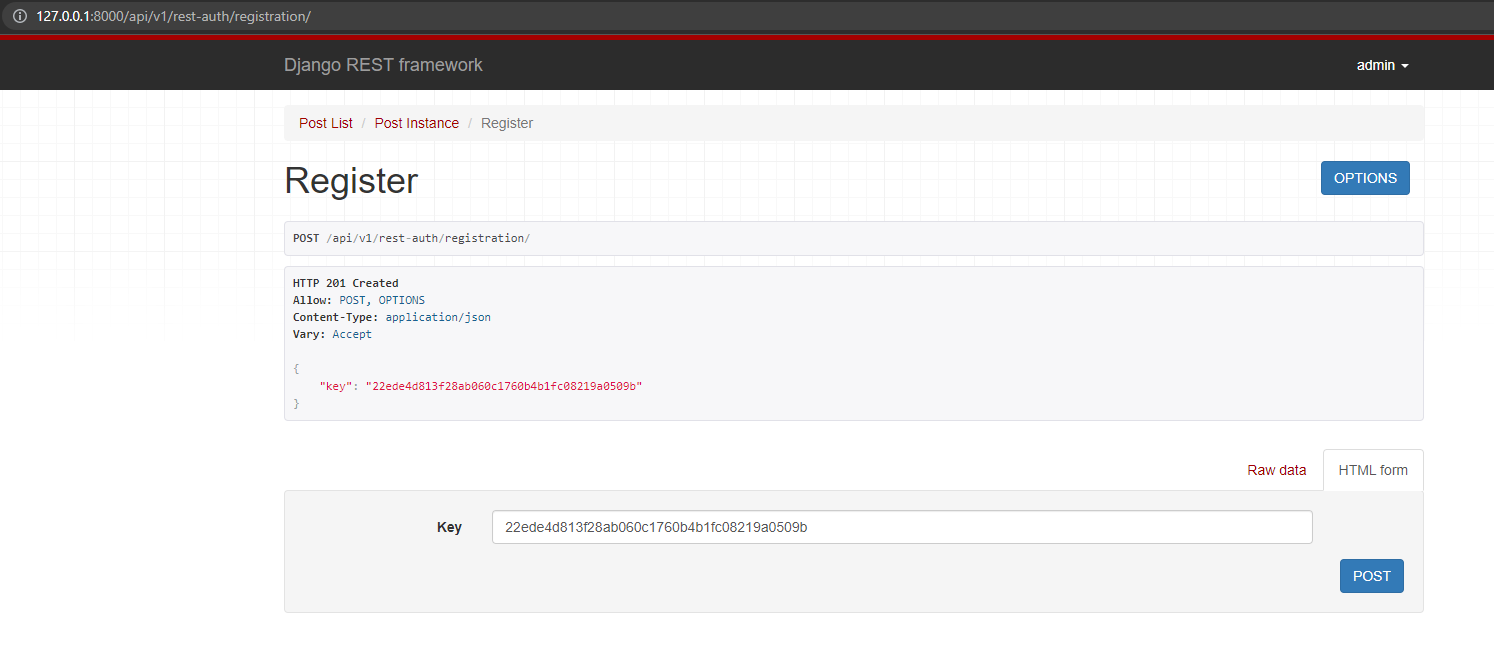 127.0.0.1:8000/api/v1/rest-auth/registration/
Django REST framework
admin
Post List / Post Instance / Register
Register
OPTIONS
POST /api/v1/rest-auth/registration/
HTTP 201 Created
Allow: POST, OPTIONS
Content-Type: application/json
Vary: Accept
{
"key": "22ede4d813f28ab060c1760b4b1fc08219a0509b"
}
Raw data
HTML form
Key
22ede4d813f28ab060c1760b4b1fc08219a0509b
POST